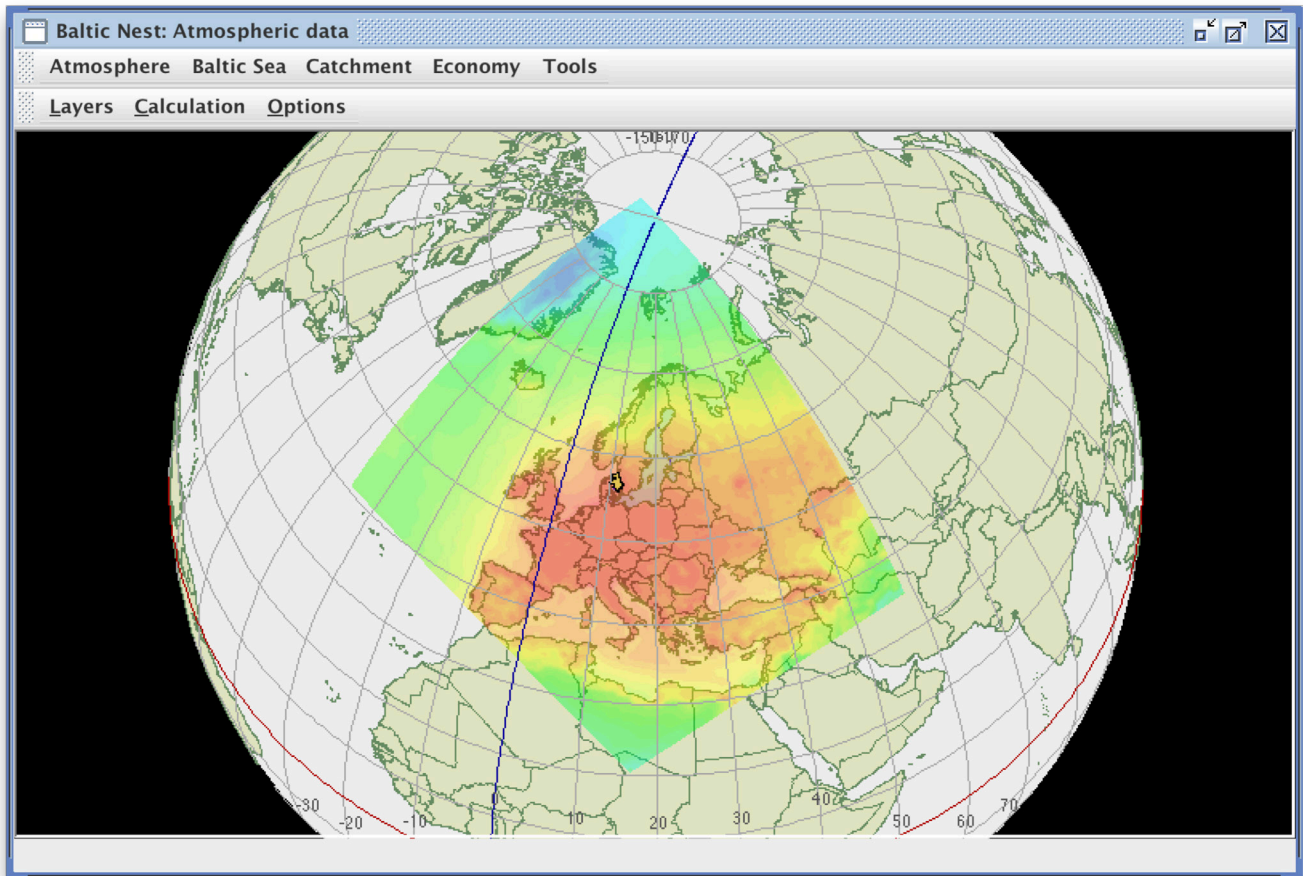 Baltic Nest: Atmospheric data
Atmosphere Baltic Sea Catchment Economy Tools
Layers Calculation Options
0 40 70
-30 -20 -10 10 20 30 50 60